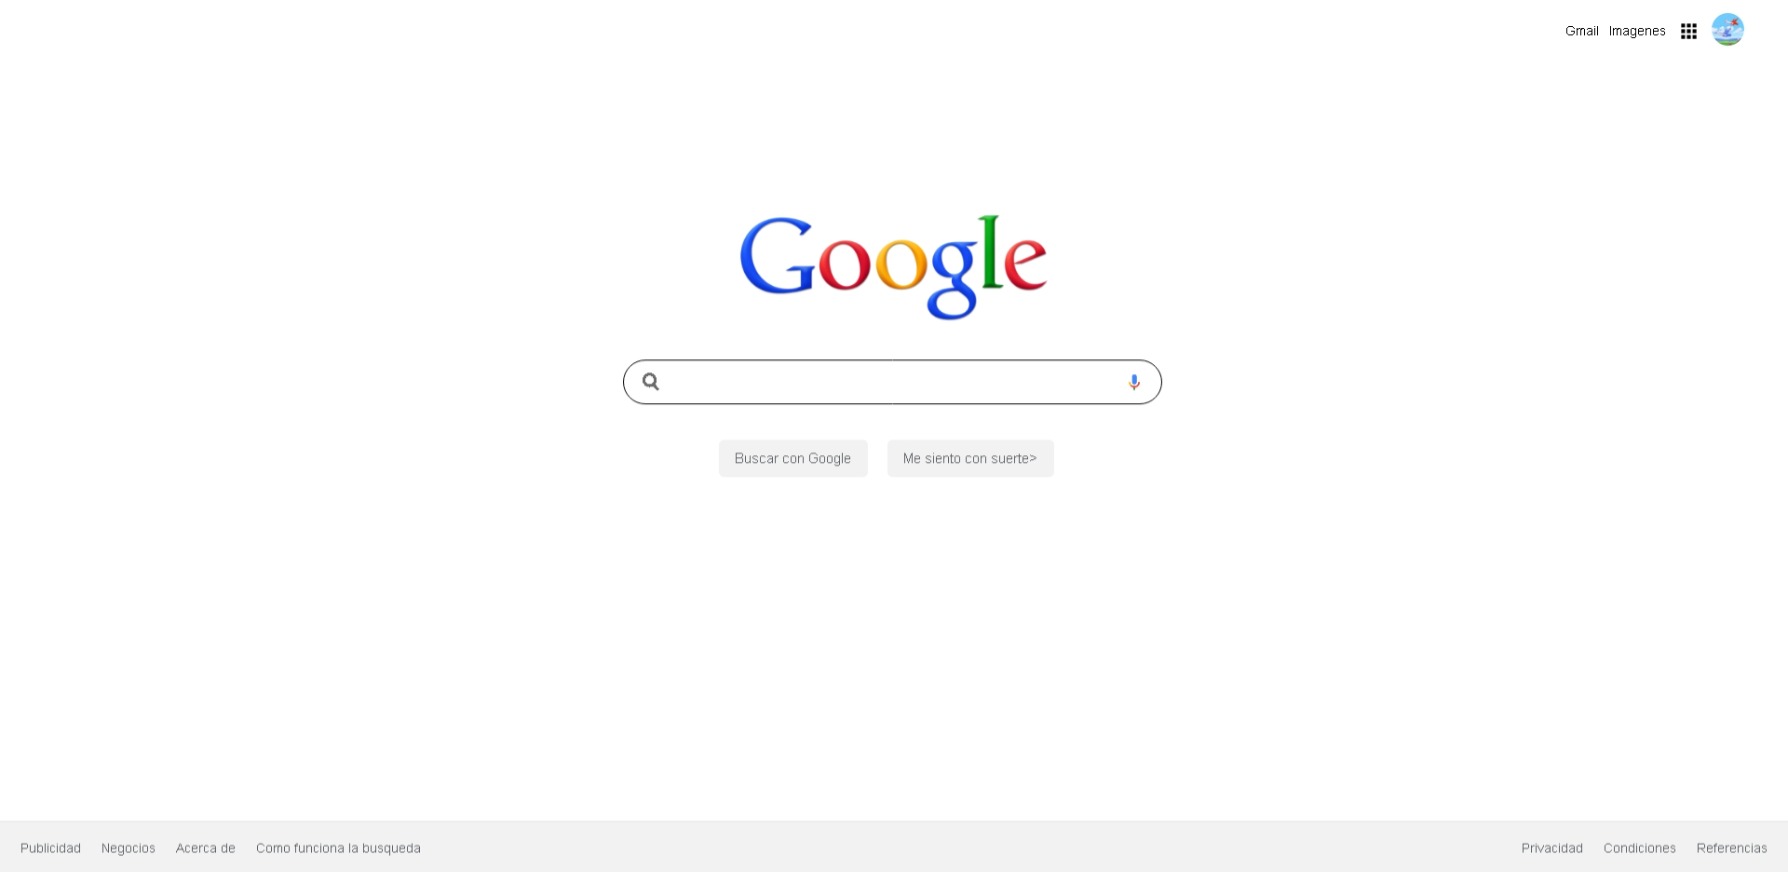 Gmail Imagenes
Google
Buscar con Google Me siento con suerte>
Publicidad Negocios Acerca de Como funciona la busqueda Privacidad Condiciones Referencias